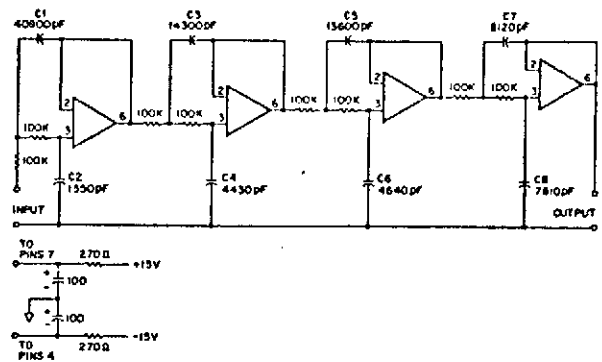 C1
40900pF
C3
14300pF
C5
13600pF
C7
8120pF
2
3
6
2
3
6
2
3
6
2
3
6
100K
100K
100K
100K
100K
100K
100K
100K
C2
1550pF
C4
4430pF
C6
4640pF
C8
7810pF
INPUT
OUTPUT
TO
PINS 7
270Ω
+15V
+
-
100
+
-
100
TO
PINS 4
270Ω
-15V